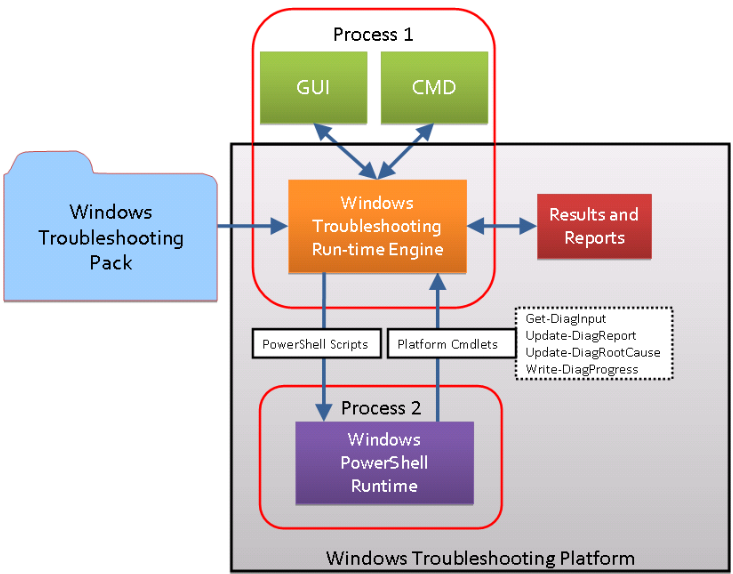 Process 1
GUI
CMD
Windows
Troubleshooting
Pack
Windows
Troubleshooting
Run-time Engine
Results and
Reports
PowerShell Scripts
Platform Cmdlets
Get-DiagInput
Update-DiagReport
Update-DiagRootCause
Write-DiagProgress
Process 2
Windows
PowerShell
Runtime
Windows Troubleshooting Platform